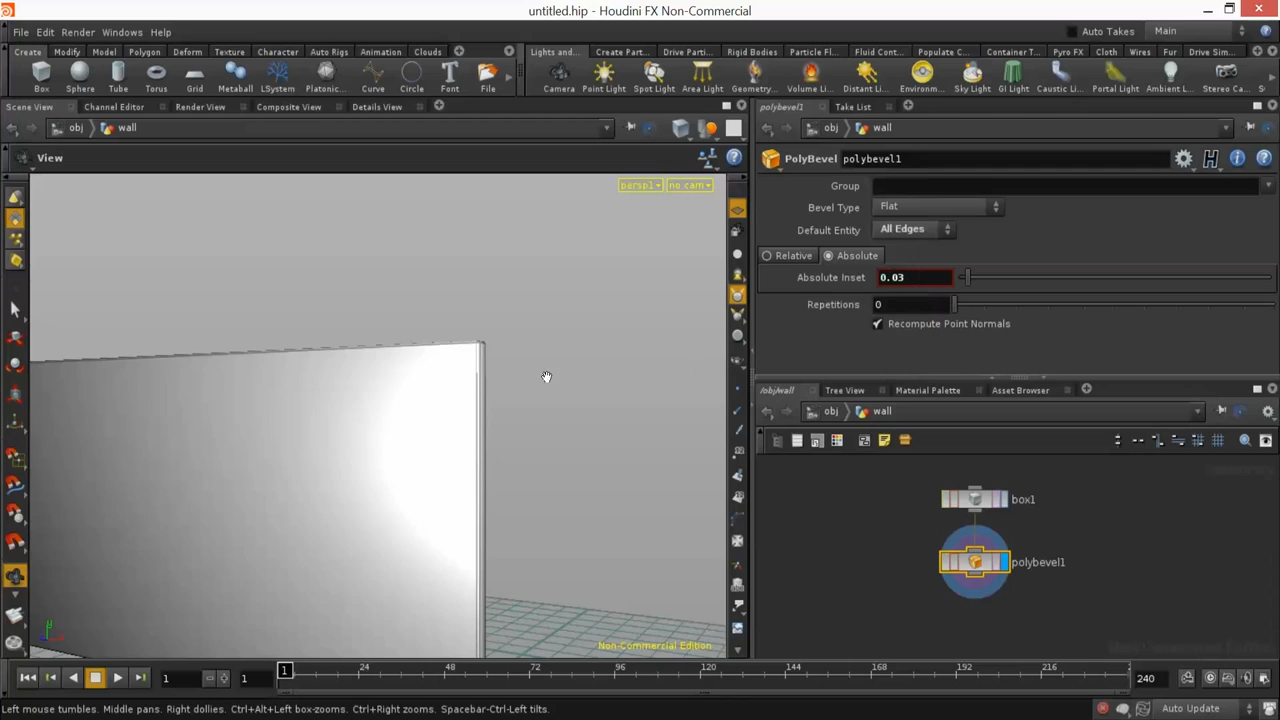 untitled.hip - Houdini FX Non-Commercial
File Edit Render Windows Help
Auto Takes Main
Create Modify Model Polygon Deform Texture Character Auto Rigs Animation Clouds
Lights and... Create Part... Drive Parti... Rigid Bodies Particle Fl... Fluid Cont... Populate C... Container T... Pyro FX Cloth Wires Fur Drive Sim...
Box Sphere Tube Torus Grid Metaball LSystem Platonic... Curve Circle Font File
Camera Point Light Spot Light Area Light Geometry... Volume Li... Distant Li... Environm... Sky Light GI Light Caustic Li... Portal Light Ambient L... Stereo Ca...
Scene View Channel Editor Render View Composite View Details View
polybevel1 Take List
obj wall
obj wall
View
PolyBevel polybevel1
persp1 no cam
Group
Bevel Type Flat
Default Entity All Edges
Relative Absolute
Absolute Inset 0.03
Repetitions 0
Recompute Point Normals
/obj/wall Tree View Material Palette Asset Browser
obj wall
box1
polybevel1
Non-Commercial Edition
1 1 1 24 48 72 96 120 144 168 192 216 240
Left mouse tumbles. Middle pans. Right dollies. Ctrl+Alt+Left box-zooms. Ctrl+Right zooms. Spacebar-Ctrl-Left tilts.
Auto Update